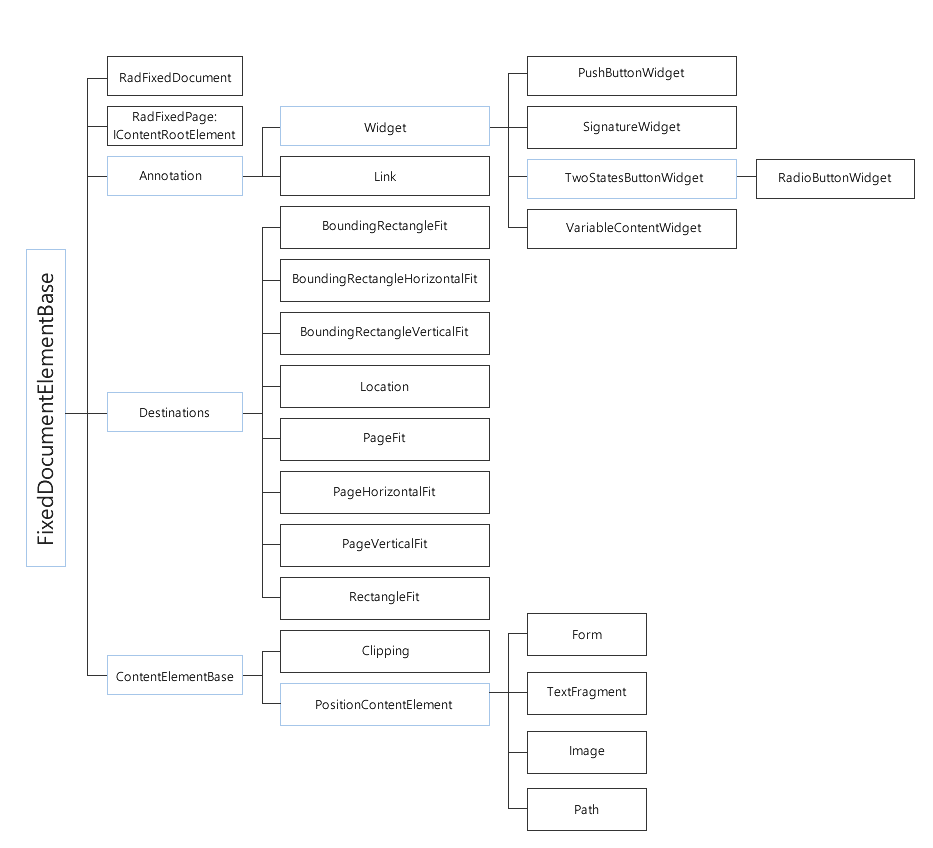 FixedDocumentElementBase
RadFixedDocument
RadFixedPage:
IContentRootElement
Annotation
Destinations
ContentElementBase
Widget
Link
BoundingRectangleFit
BoundingRectangleHorizontalFit
BoundingRectangleVerticalFit
Location
PageFit
PageHorizontalFit
PageVerticalFit
RectangleFit
Clipping
PositionContentElement
PushButtonWidget
SignatureWidget
TwoStatesButtonWidget
VariableContentWidget
RadioButtonWidget
Form
TextFragment
Image
Path